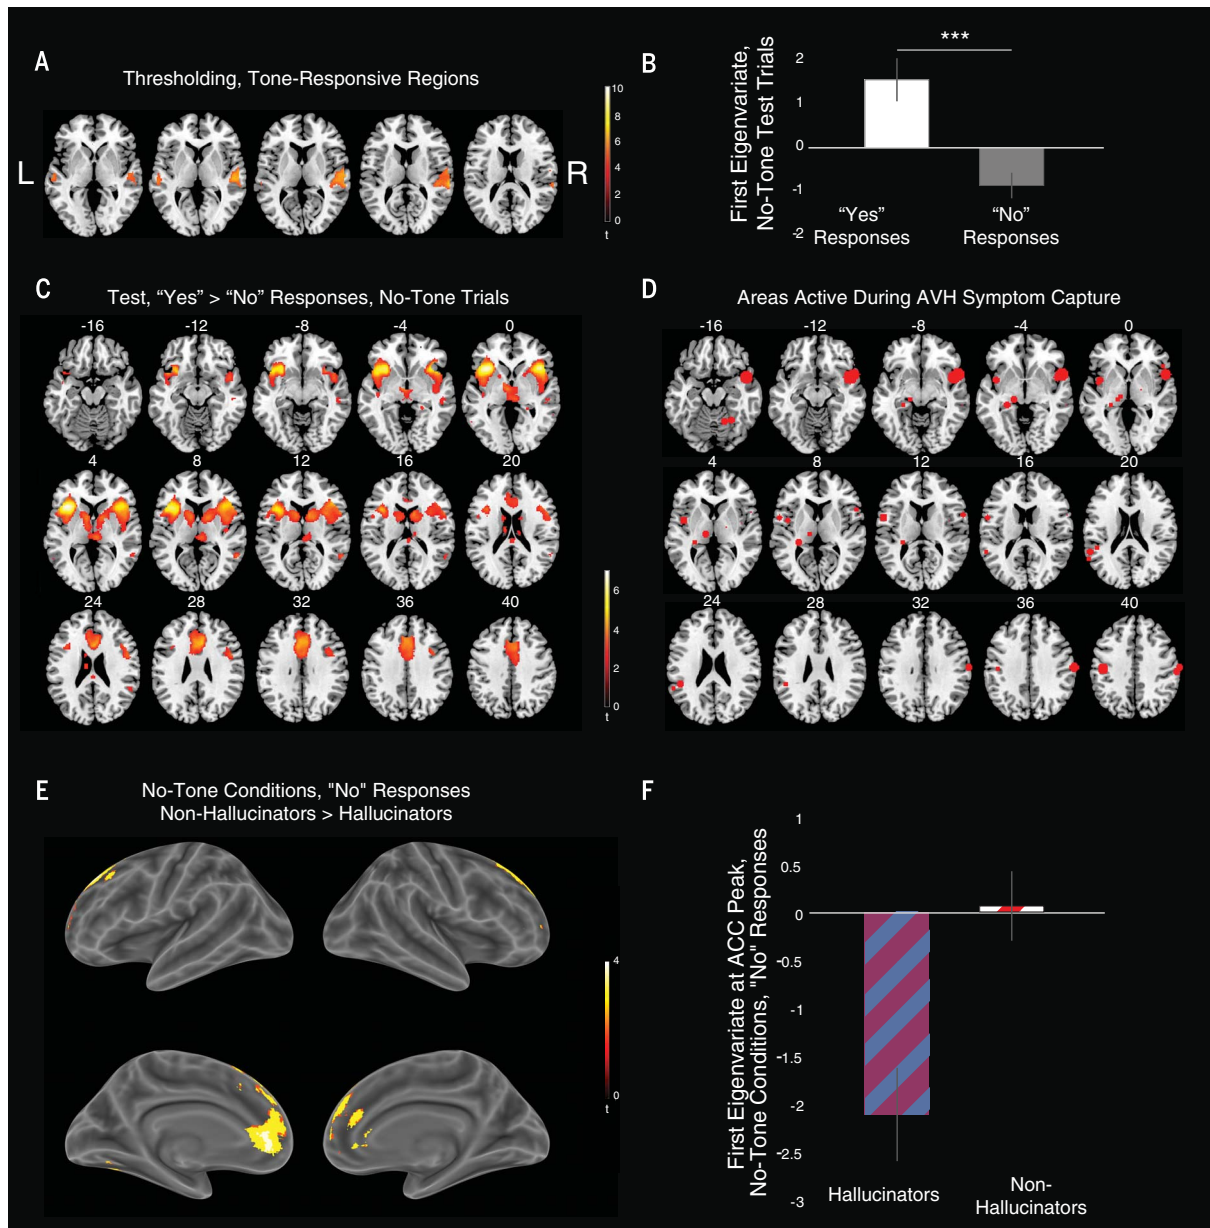 A
Thresholding, Tone-Responsive Regions
L
R
10
8
6
4
2
0
t
B
First Eigenvariate,
No-Tone Test Trials
***
2
1
0
-1
-2
“Yes”
Responses
“No”
Responses
C
Test, “Yes” > “No” Responses, No-Tone Trials
-16
-12
-8
-4
0
4
8
12
16
20
24
28
32
36
40
6
4
2
0
t
D
Areas Active During AVH Symptom Capture
-16
-12
-8
-4
0
4
8
12
16
20
24
28
32
36
40
E
No-Tone Conditions, "No" Responses
Non-Hallucinators > Hallucinators
4
0
t
F
First Eigenvariate at ACC Peak,
No-Tone Conditions, "No" Responses
1
0.5
0
-0.5
-1
-1.5
-2
-2.5
-3
Hallucinators
Non-
Hallucinators